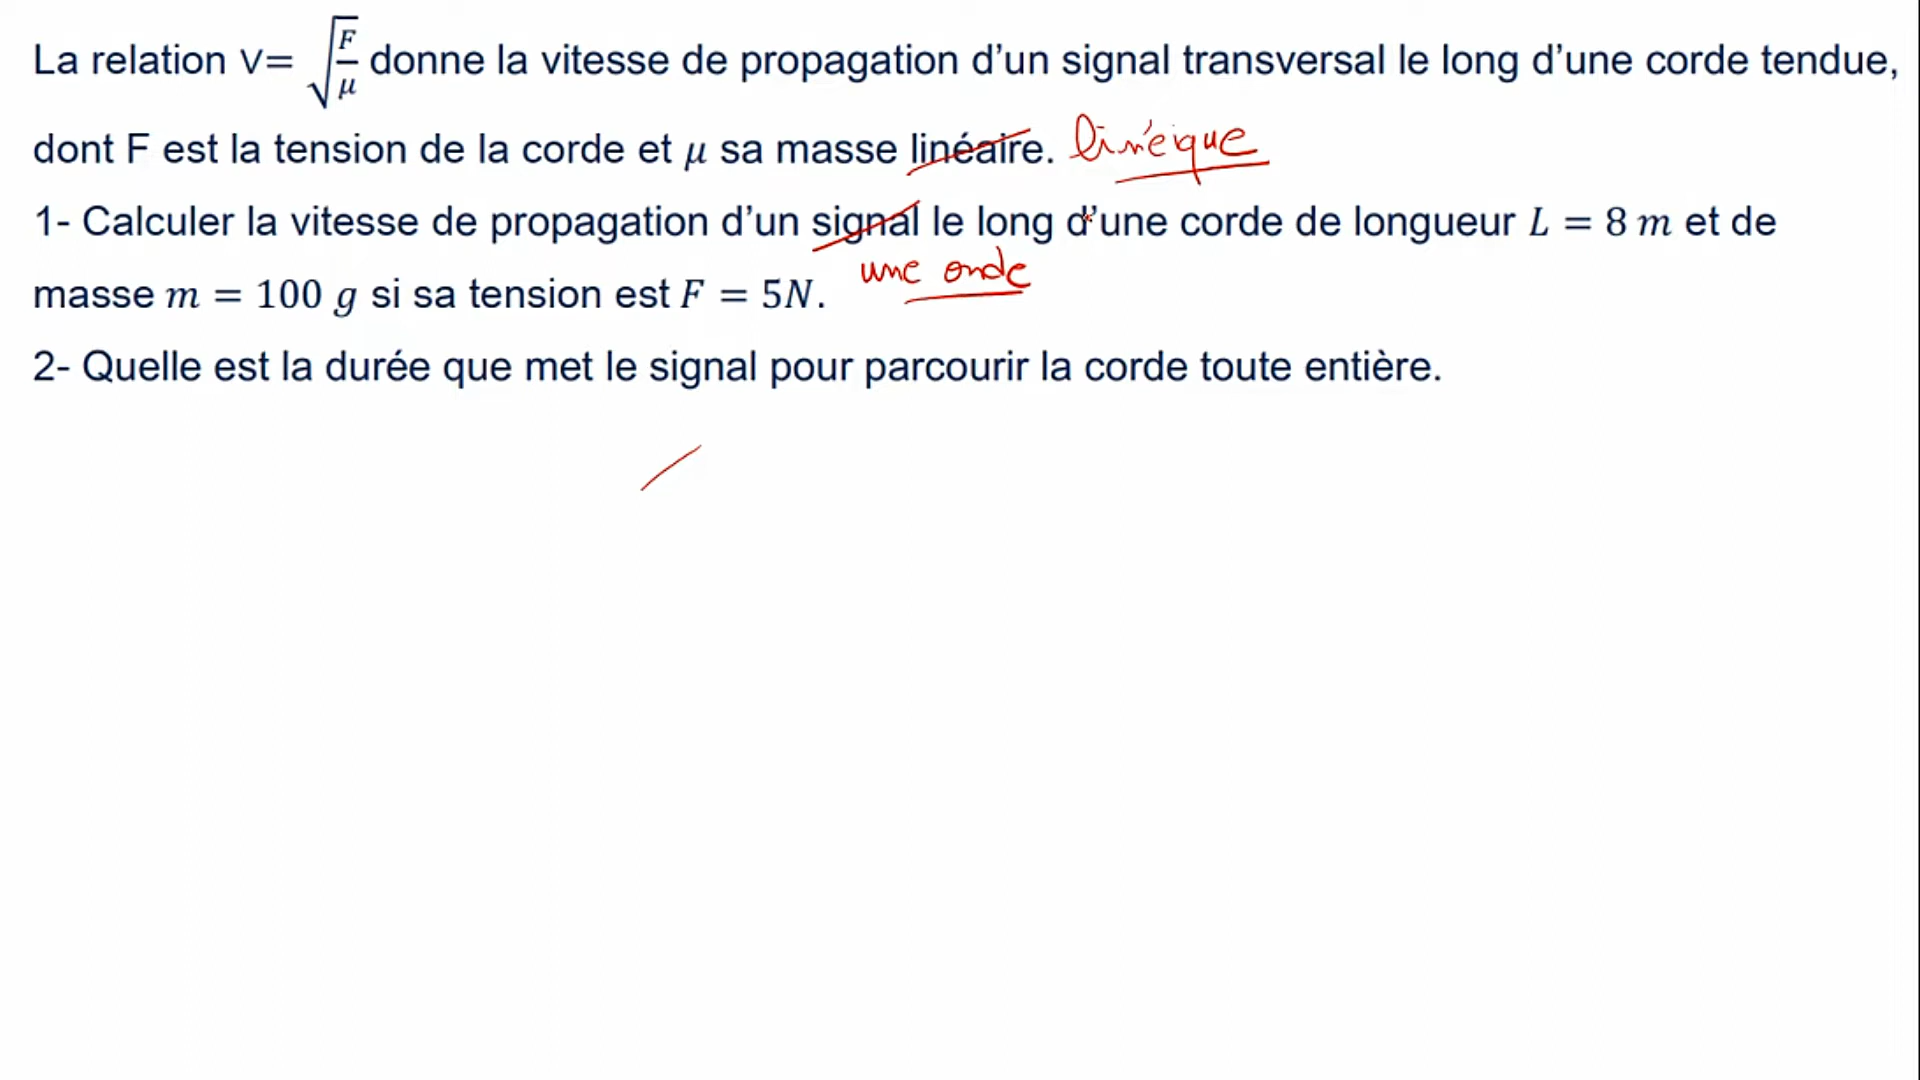 La relation V= √(F/μ) donne la vitesse de propagation d'un signal transversal le long d'une corde tendue,
dont F est la tension de la corde et μ sa masse linéaire. linéique
1- Calculer la vitesse de propagation d'un signal le long d'une corde de longueur L = 8 m et de
une onde
masse m = 100 g si sa tension est F = 5N.
2- Quelle est la durée que met le signal pour parcourir la corde toute entière.